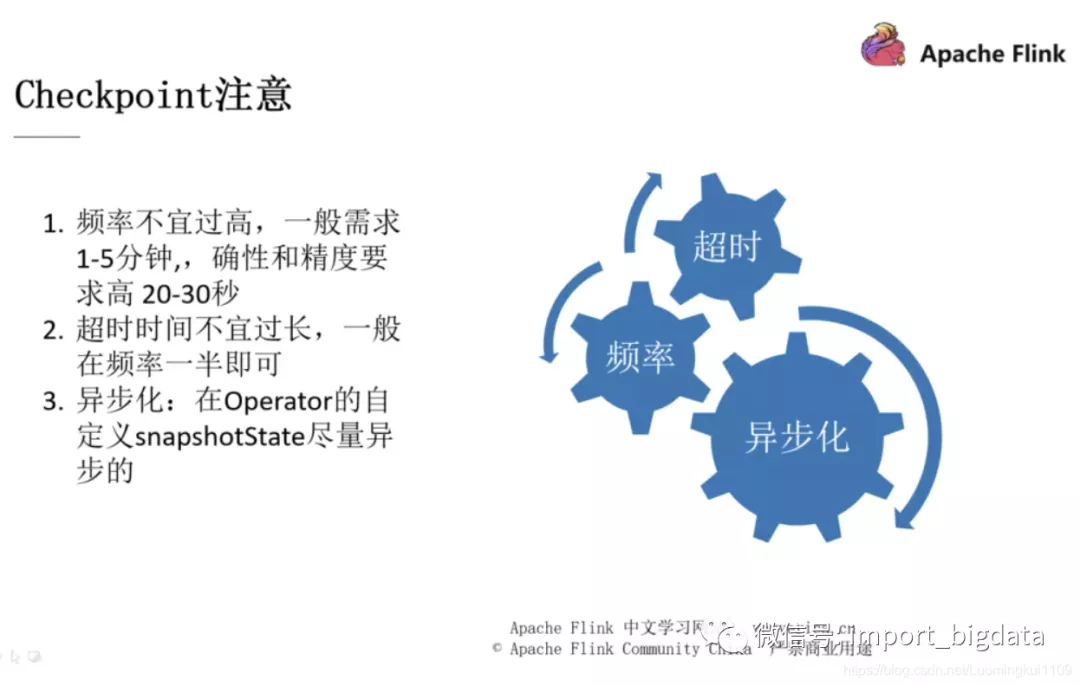 Apache Flink
Checkpoint注意
1. 频率不宜过高，一般需求
1-5分钟,，确性和精度要
求高 20-30秒
2. 超时时间不宜过长，一般
在频率一半即可
3. 异步化：在Operator的自
定义snapshotState尽量异
步的
超时
频率
异步化
Apache Flink 中文学习网
微信号: import_bigdata
© Apache Flink Community China 严禁商业用途
https://blog.csdn.net/Luomingkui1109